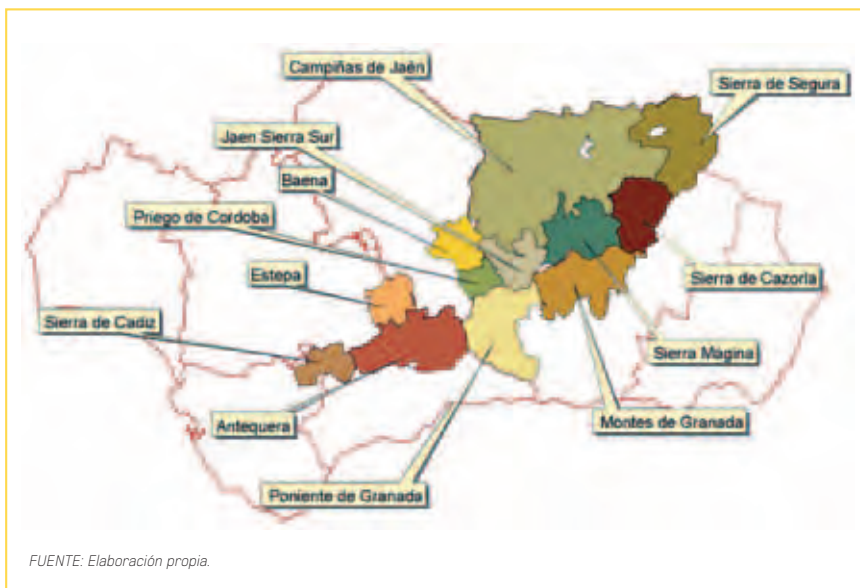 Campiñas de Jaén
Sierra de Segura
Jaen Sierra Sur
Baena
Priego de Cordoba
Estepa
Sierra de Cazorla
Sierra de Cadiz
Sierra Magina
Antequera
Montes de Granada
Poniente de Granada
FUENTE: Elaboración propia.